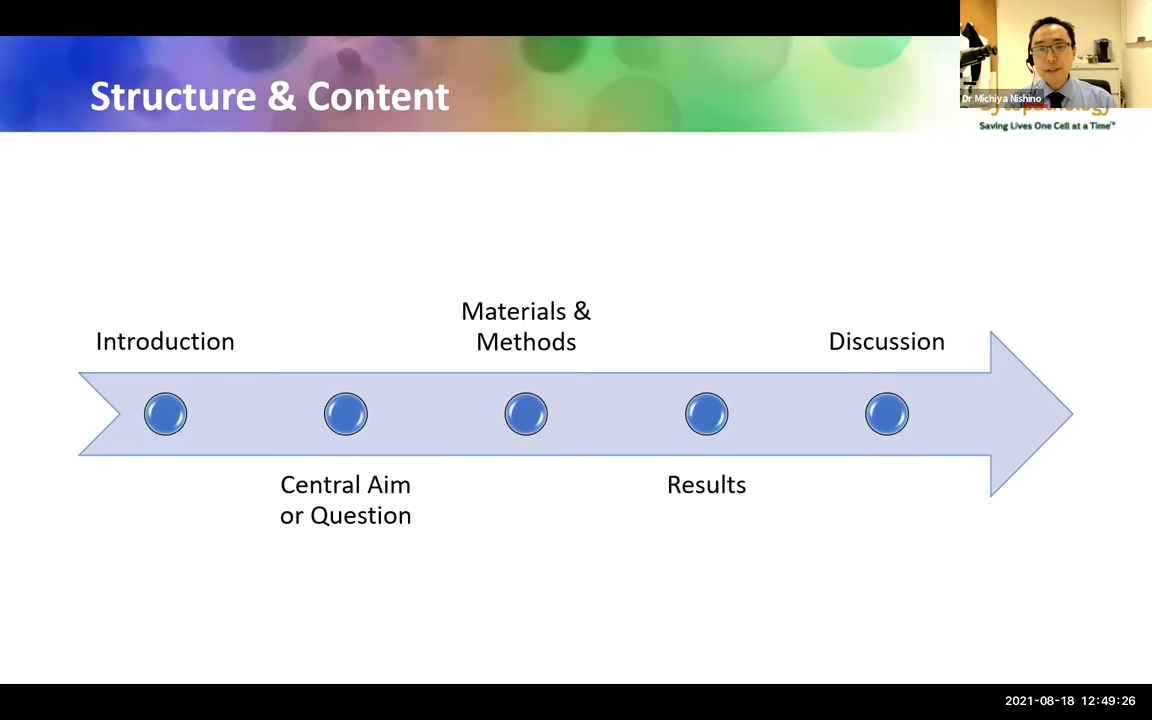 Structure & Content
Dr Michiya Nishino
Saving Lives One Cell at a Time™
Introduction
Central Aim
or Question
Materials &
Methods
Results
Discussion
2021-08-18 12:49:26